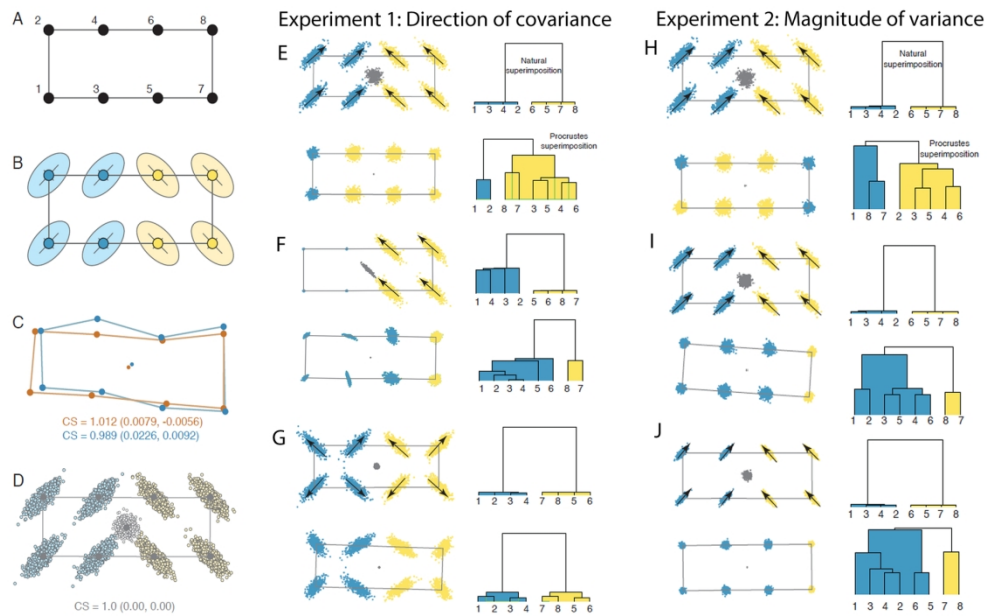 Experiment 1: Direction of covariance
Experiment 2: Magnitude of variance
A
2 4 6 8
1 3 5 7
B
C
CS = 1.012 (0.0079, -0.0056)
CS = 0.989 (0.0226, 0.0092)
D
CS = 1.0 (0.00, 0.00)
E
Natural
superimposition
1 3 4 2 6 5 7 8
Procrustes
superimposition
1 2 8 7 3 5 4 6
F
1 4 3 2 5 6 8 7
1 2 3 4 5 6 8 7
G
1 2 3 4 7 8 5 6
1 2 3 4 7 8 5 6
H
Natural
superimposition
1 3 4 2 6 5 7 8
Procrustes
superimposition
1 8 7 2 3 5 4 6
I
1 3 4 2 6 5 7 8
1 2 3 5 4 6 8 7
J
1 3 4 2 6 5 7 8
1 3 4 5 2 6 7 8